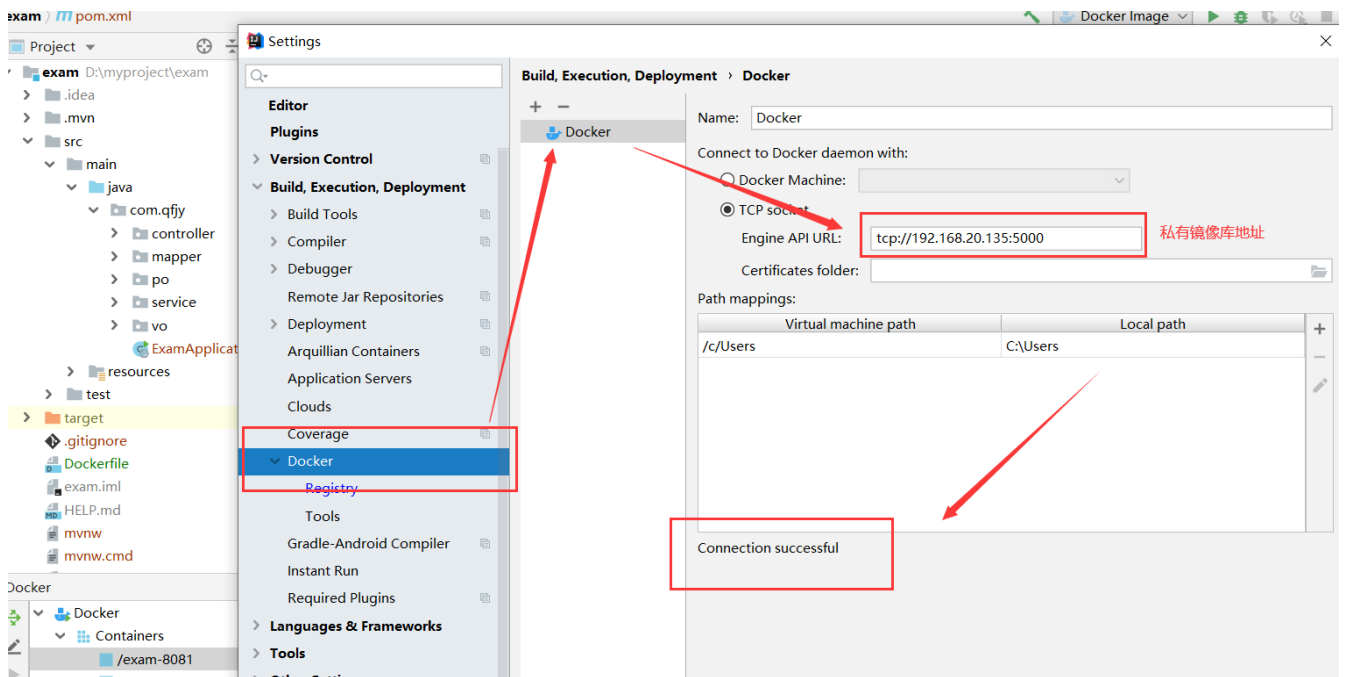 exam 〉 pom.xml
Docker Image
Project
Settings
exam D:\myproject\exam
.idea
.mvn
src
main
java
com.qfjy
controller
mapper
po
service
vo
ExamApplicat
resources
test
target
.gitignore
Dockerfile
exam.iml
HELP.md
mvnw
mvnw.cmd
Docker
Docker
Containers
/exam-8081
Editor
Plugins
Version Control
Build, Execution, Deployment
Build Tools
Compiler
Debugger
Remote Jar Repositories
Deployment
Arquillian Containers
Application Servers
Clouds
Coverage
Docker
Registry
Tools
Gradle-Android Compiler
Instant Run
Required Plugins
Languages & Frameworks
Tools
Build, Execution, Deployment › Docker
Docker
Name: Docker
Connect to Docker daemon with:
Docker Machine:
TCP socket
Engine API URL: tcp://192.168.20.135:5000 私有镜像库地址
Certificates folder:
Path mappings:
Virtual machine path Local path
/c/Users C:\Users
Connection successful